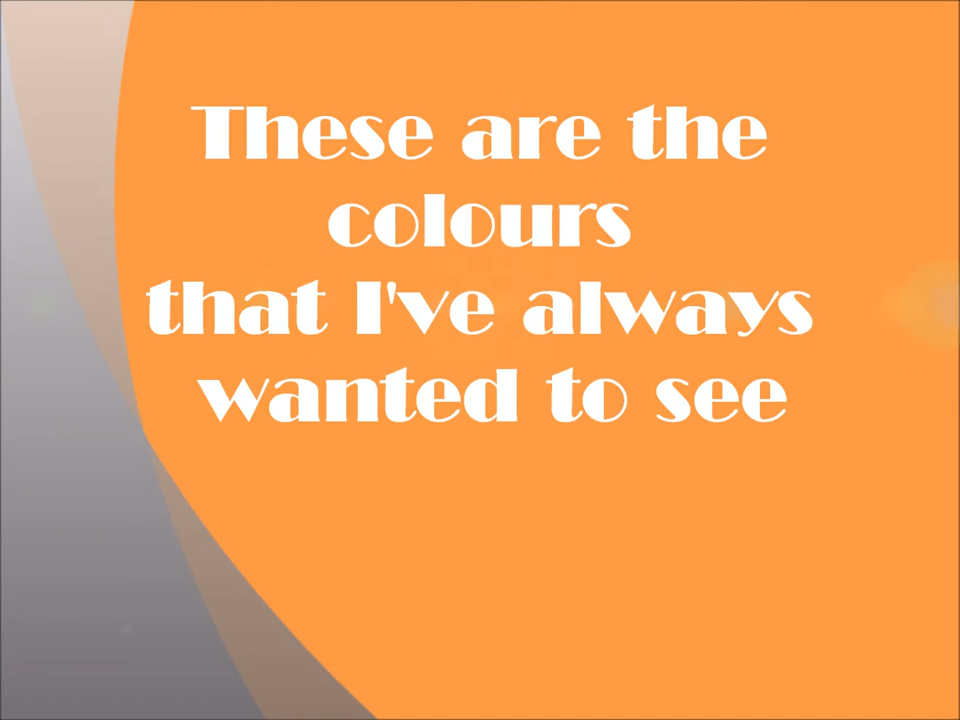 These are the
colours
that I've always
wanted to see